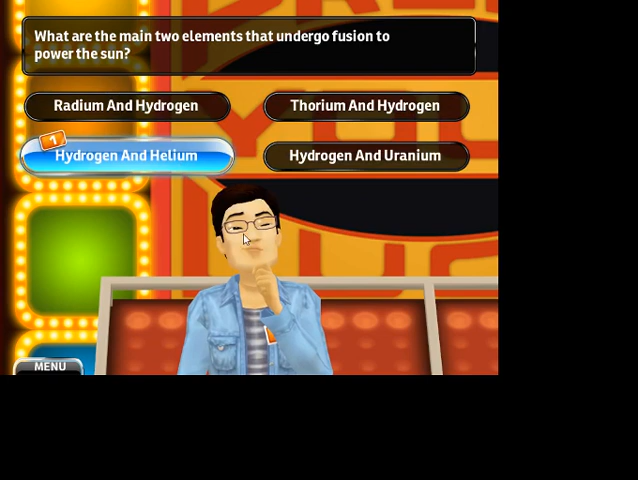 What are the main two elements that undergo fusion to
power the sun?
Radium And Hydrogen
Thorium And Hydrogen
1
Hydrogen And Helium
Hydrogen And Uranium
MENU